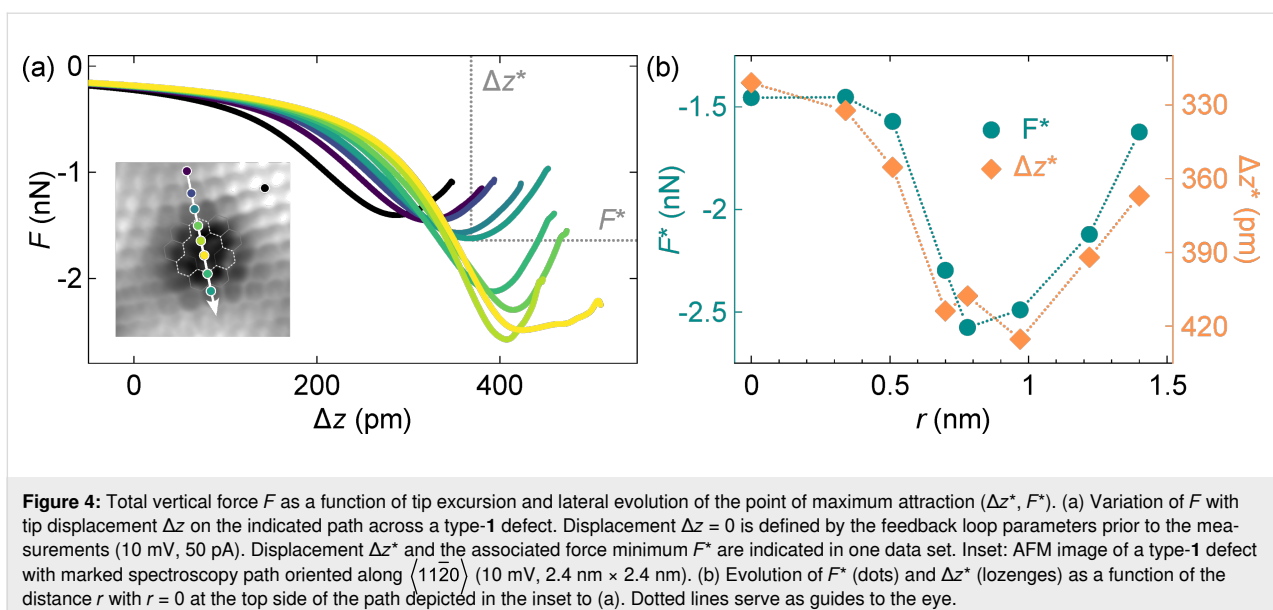 (a)
0
-1
-2
F (nN)
Δz*
F*
0
200
400
Δz (pm)
(b)
-1.5
-2
-2.5
F* (nN)
F*
Δz*
330
360
390
420
Δz* (pm)
0
0.5
1
1.5
r (nm)
Figure 4: Total vertical force F as a function of tip excursion and lateral evolution of the point of maximum attraction (Δz*, F*). (a) Variation of F with
tip displacement Δz on the indicated path across a type-1 defect. Displacement Δz = 0 is defined by the feedback loop parameters prior to the mea-
surements (10 mV, 50 pA). Displacement Δz* and the associated force minimum F* are indicated in one data set. Inset: AFM image of a type-1 defect
with marked spectroscopy path oriented along ⟨112̅0⟩ (10 mV, 2.4 nm × 2.4 nm). (b) Evolution of F* (dots) and Δz* (lozenges) as a function of the
distance r with r = 0 at the top side of the path depicted in the inset to (a). Dotted lines serve as guides to the eye.